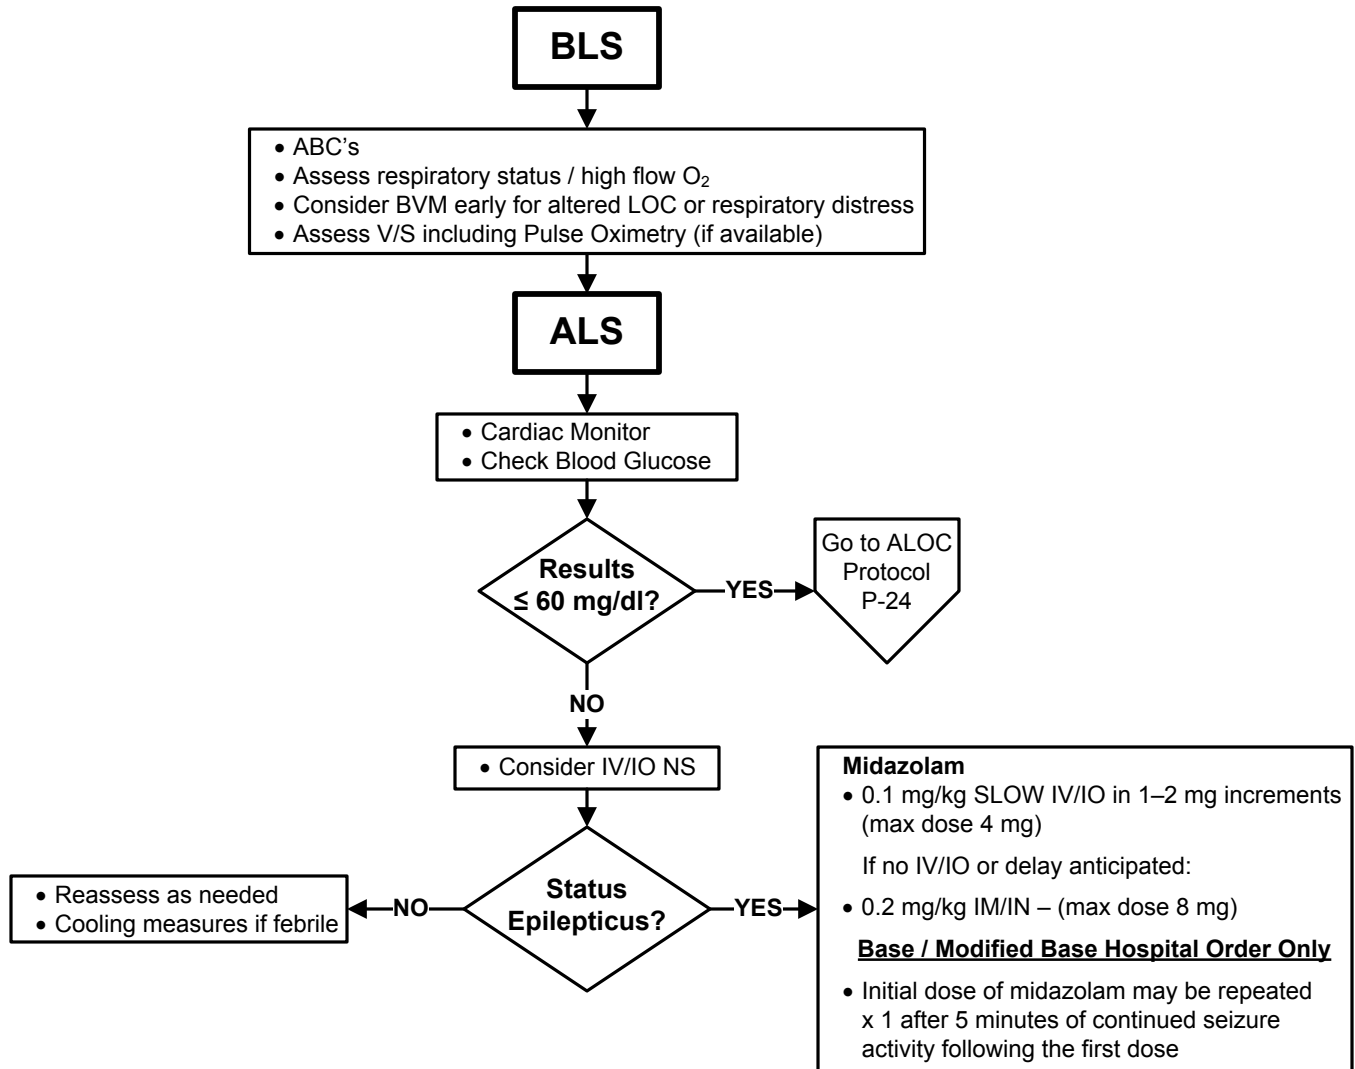 BLS
• ABC’s
• Assess respiratory status / high flow O₂
• Consider BVM early for altered LOC or respiratory distress
• Assess V/S including Pulse Oximetry (if available)
ALS
• Cardiac Monitor
• Check Blood Glucose
Results
≤ 60 mg/dl?
YES
Go to ALOC
Protocol
P-24
NO
• Consider IV/IO NS
Status
Epilepticus?
NO
• Reassess as needed
• Cooling measures if febrile
YES
Midazolam
• 0.1 mg/kg SLOW IV/IO in 1–2 mg increments
(max dose 4 mg)
If no IV/IO or delay anticipated:
• 0.2 mg/kg IM/IN – (max dose 8 mg)
Base / Modified Base Hospital Order Only
• Initial dose of midazolam may be repeated
x 1 after 5 minutes of continued seizure
activity following the first dose